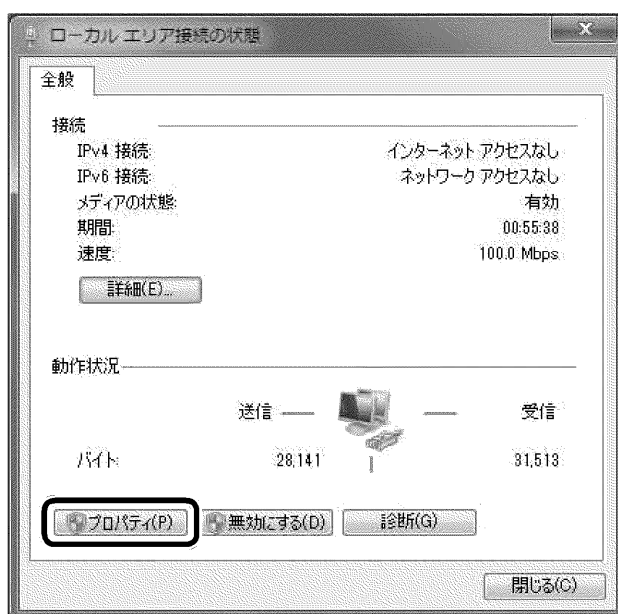 ローカル エリア接続の状態
全般
接続
IPv4 接続: インターネット アクセスなし
IPv6 接続: ネットワーク アクセスなし
メディアの状態: 有効
期間: 00:55:38
速度: 100.0 Mbps
詳細(E)...
動作状況
送信 受信
バイト: 28,141 31,513
プロパティ(P) 無効にする(D) 診断(G)
閉じる(C)